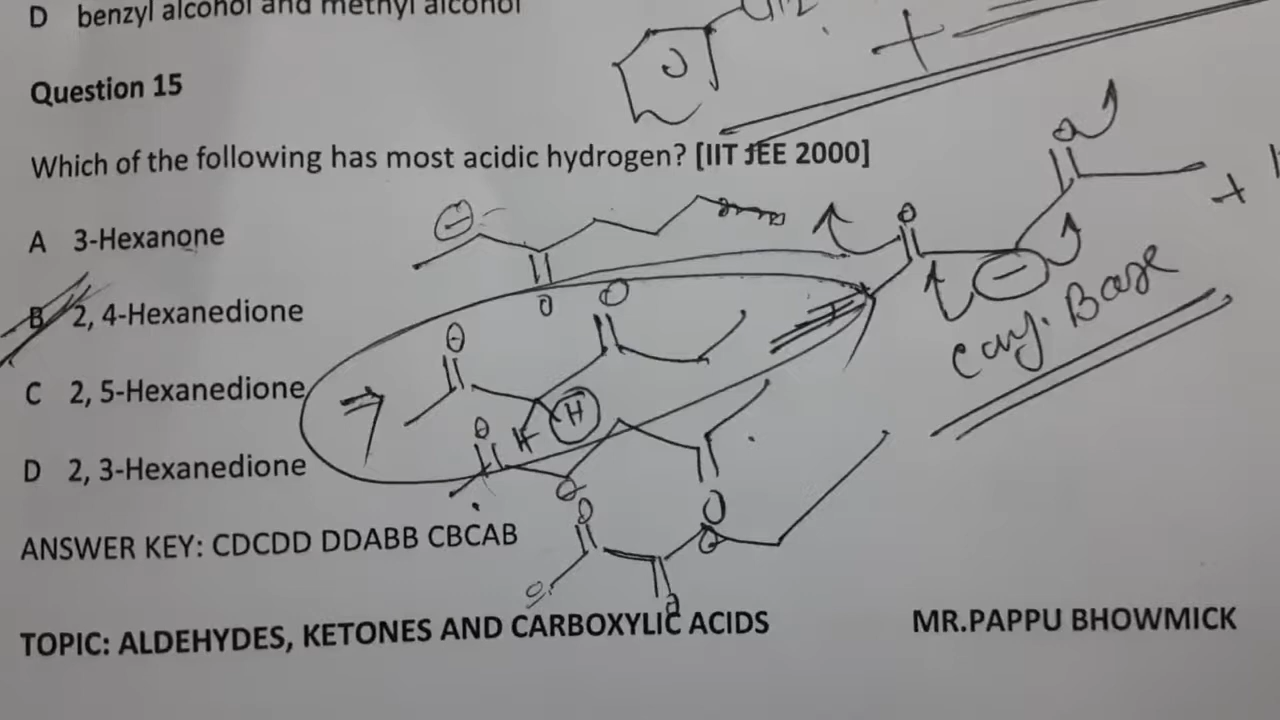 D benzyl alcohol and methyl alcohol
Question 15
Which of the following has most acidic hydrogen? [IIT JEE 2000]
A 3-Hexanone
B 2, 4-Hexanedione
C 2, 5-Hexanedione
D 2, 3-Hexanedione
O
O
O
H
H
O
O
O
O
O
O
Conj. Base
ANSWER KEY: CDCDD DDABB CBCAB
TOPIC: ALDEHYDES, KETONES AND CARBOXYLIC ACIDS
MR.PAPPU BHOWMICK